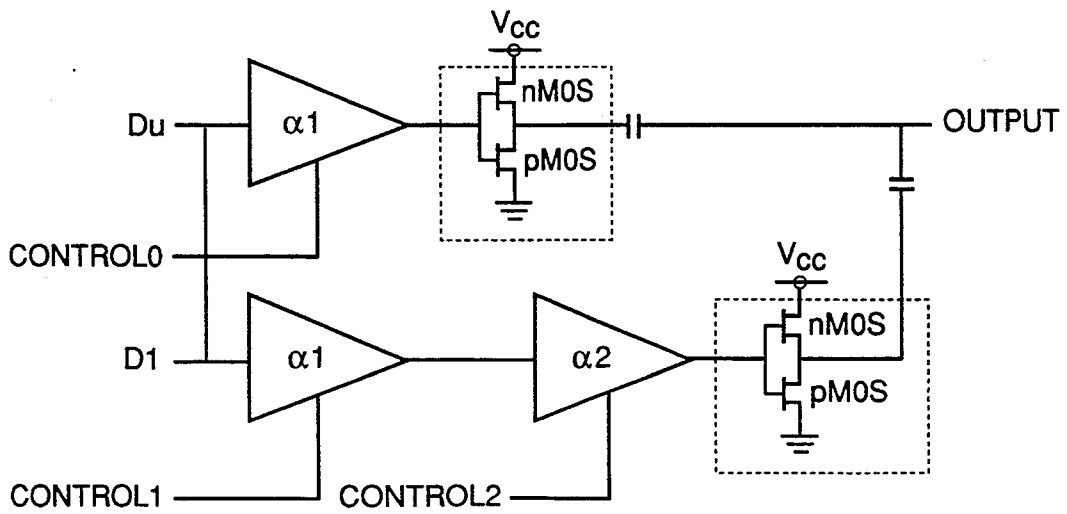 VCC
nM0S
Du
α1
OUTPUT
pM0S
CONTROL0
VCC
nM0S
D1
α1
α2
pM0S
CONTROL1
CONTROL2